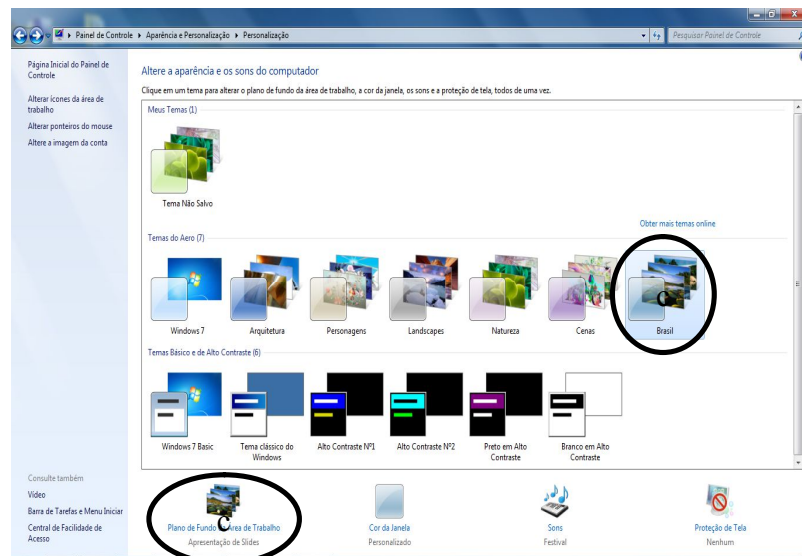 Painel de Controle ▸ Aparência e Personalização ▸ Personalização
Pesquisar Painel de Controle
Página Inicial do Painel de
Controle
Alterar ícones da área de
trabalho
Alterar ponteiros do mouse
Altere a imagem da conta
Altere a aparência e os sons do computador
Clique em um tema para alterar o plano de fundo da área de trabalho, a cor da janela, os sons e a proteção de tela, todos de uma vez.
Meus Temas (1)
Tema Não Salvo
Obter mais temas online
Temas do Aero (7)
C
Windows 7
Arquitetura
Personagens
Landscapes
Natureza
Cenas
Brasil
Temas Básico e de Alto Contraste (6)
Windows 7 Basic
Tema clássico do
Windows
Alto Contraste Nº1
Alto Contraste Nº2
Preto em Alto
Contraste
Branco em Alto
Contraste
Consulte também
Vídeo
Barra de Tarefas e Menu Iniciar
Central de Facilidade de
Acesso
Plano de Fundo da Área de Trabalho
C
Apresentação de Slides
Cor da Janela
Personalizado
Sons
Festival
Proteção de Tela
Nenhum